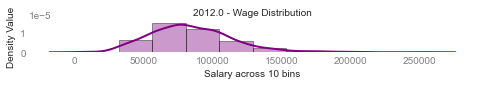 2012.0 - Wage Distribution
1e−5
Density Value
1
0
0
50000
100000
150000
200000
250000
Salary across 10 bins